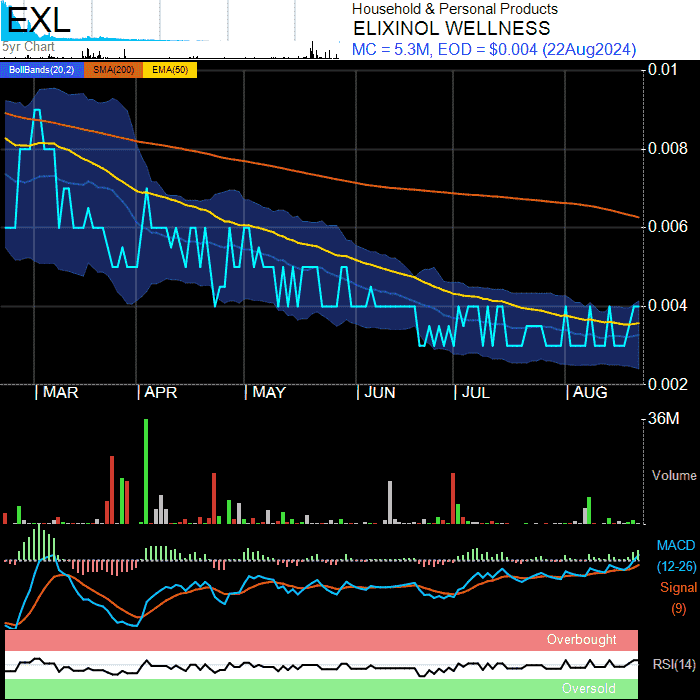 EXL
5yr Chart
Household & Personal Products
ELIXINOL WELLNESS
MC = 5.3M, EOD = $0.004 (22Aug2024)
BollBands(20,2) SMA(200) EMA(50)
0.01
0.008
0.006
0.004
0.002
MAR APR MAY JUN JUL AUG
36M
Volume
MACD
(12-26)
Signal
(9)
Overbought
RSI(14)
Oversold